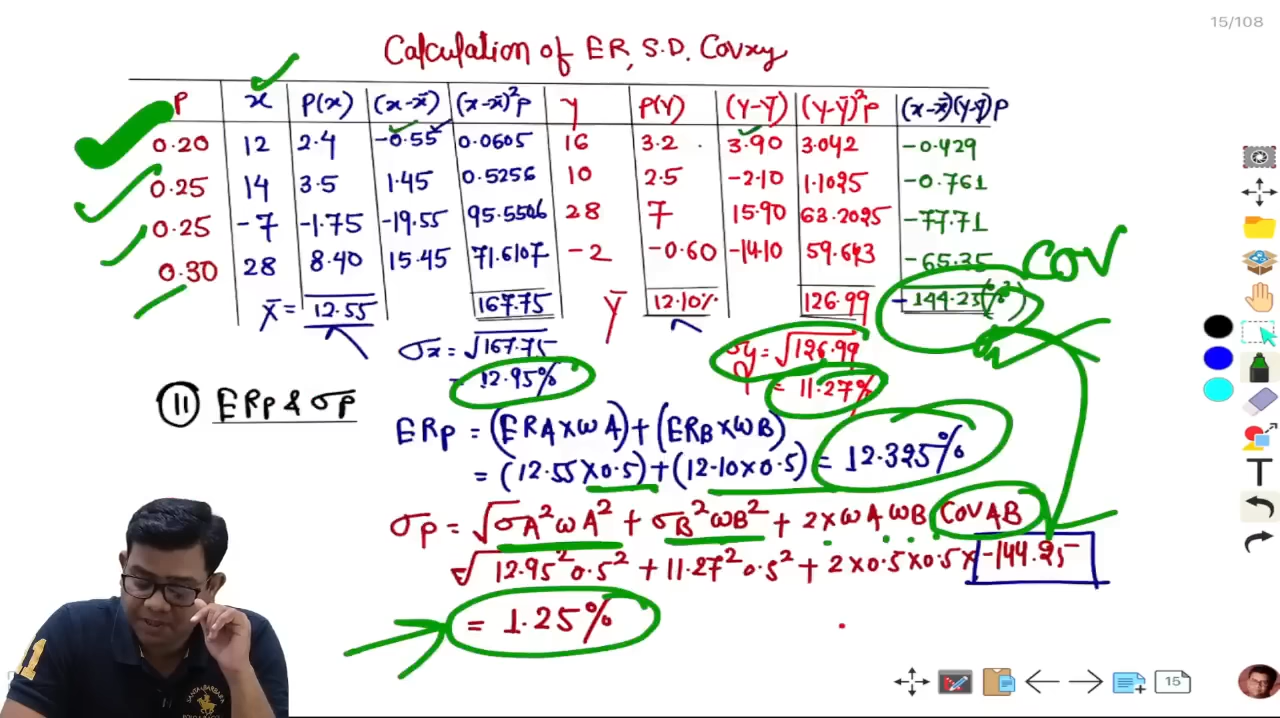 15/108
Calculation of ER, S.D. Covxy
P x P(x) (x-x̄) (x-x̄)²P y P(Y) (Y-Ȳ) (Y-Ȳ)²P (x-x̄)(y-ȳ)P
0.20 12 2.4 -0.55 0.0605 16 3.2 3.90 3.042 -0.429
0.25 14 3.5 1.45 0.5256 10 2.5 -2.10 1.1025 -0.761
0.25 -7 -1.75 -19.55 95.5506 28 7 15.90 63.2025 -77.71
0.30 28 8.40 15.45 71.6107 -2 -0.60 -14.10 59.643 -65.35
COV
x̄ = 12.55 167.75 Ȳ 12.10% 126.99 -144.25(%²)
σx = √167.75 σy = √126.99
= 12.95% = 11.27%
(11) ERp & σp
ERp = (ERA×ωA) + (ERB×ωB)
= (12.55×0.5) + (12.10×0.5) = 12.325%
σp = √σA²ωA² + σB²ωB² + 2×ωA ωB COVAB
√12.95² 0.5² + 11.27² 0.5² + 2×0.5×0.5×-144.25
= 1.25%
11
15